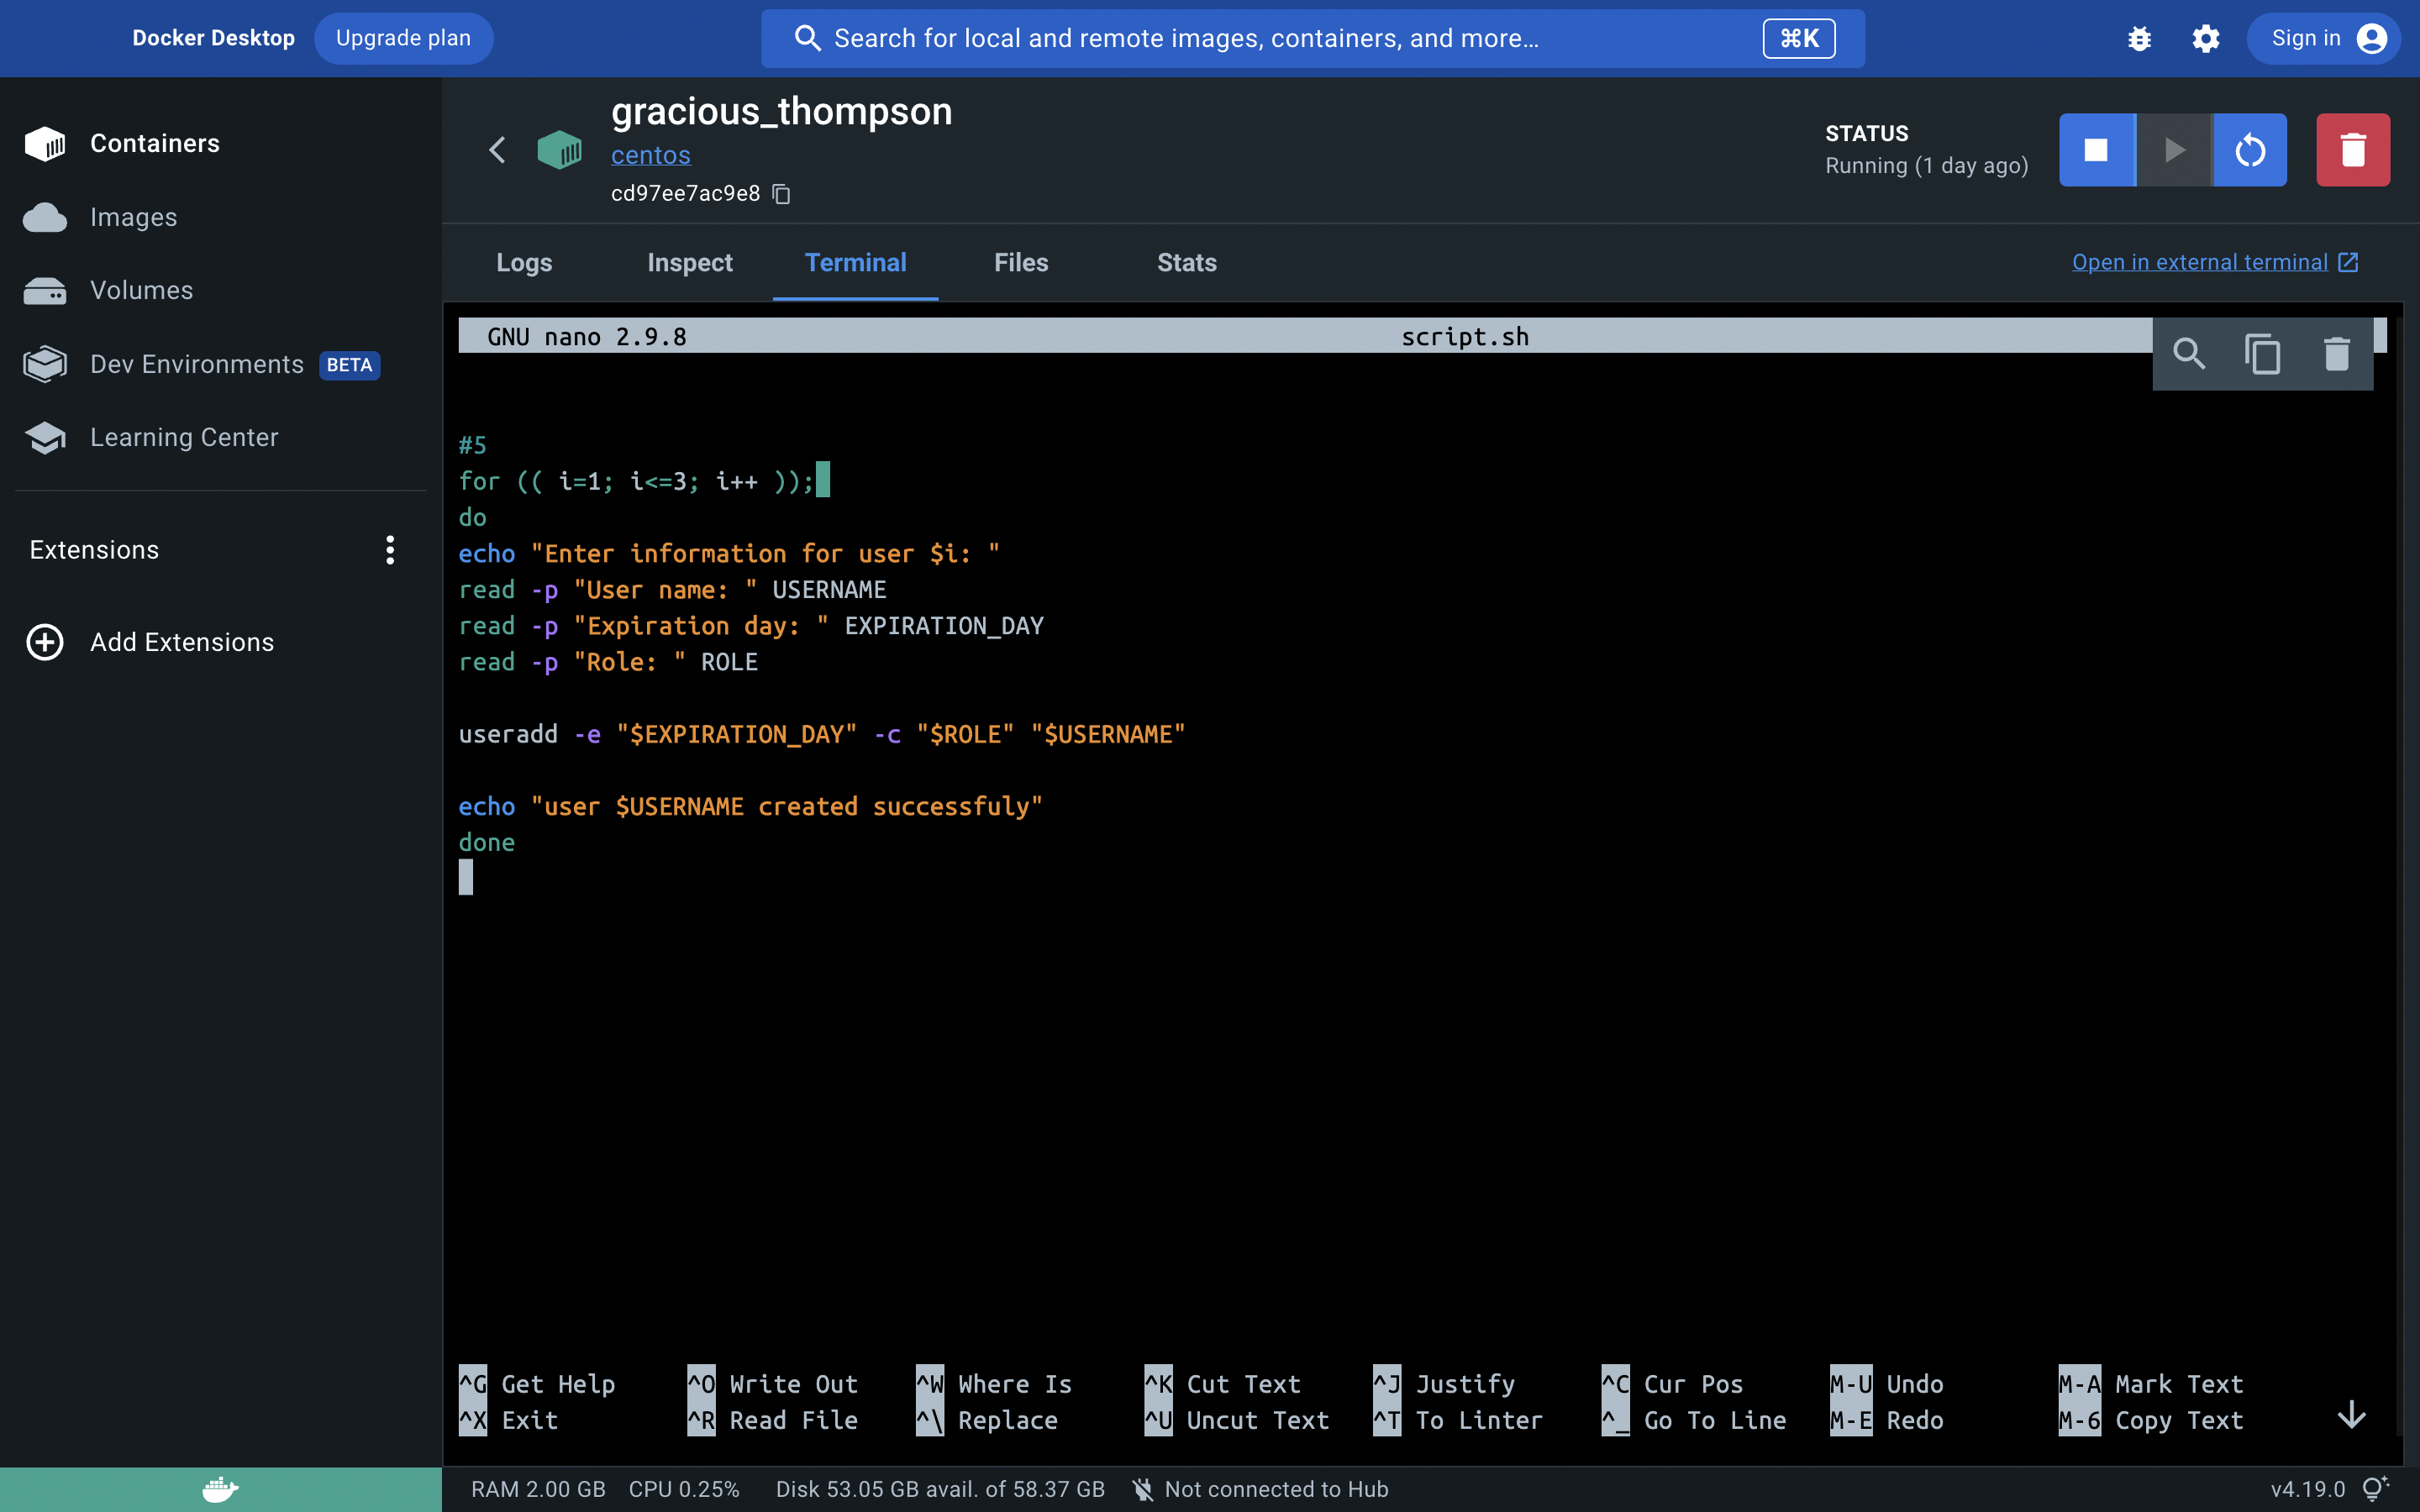 Docker Desktop Upgrade plan Search for local and remote images, containers, and more... ⌘K Sign in
Containers
Images
Volumes
Dev Environments BETA
Learning Center
Extensions
Add Extensions
gracious_thompson
centos
cd97ee7ac9e8
STATUS
Running (1 day ago)
Logs Inspect Terminal Files Stats Open in external terminal
GNU nano 2.9.8 script.sh
#5
for (( i=1; i<=3; i++ ));
do
echo "Enter information for user $i: "
read -p "User name: " USERNAME
read -p "Expiration day: " EXPIRATION_DAY
read -p "Role: " ROLE
useradd -e "$EXPIRATION_DAY" -c "$ROLE" "$USERNAME"
echo "user $USERNAME created successfuly"
done
^G Get Help ^O Write Out ^W Where Is ^K Cut Text ^J Justify ^C Cur Pos M-U Undo M-A Mark Text
^X Exit ^R Read File ^\ Replace ^U Uncut Text ^T To Linter ^_ Go To Line M-E Redo M-6 Copy Text
RAM 2.00 GB CPU 0.25% Disk 53.05 GB avail. of 58.37 GB Not connected to Hub v4.19.0